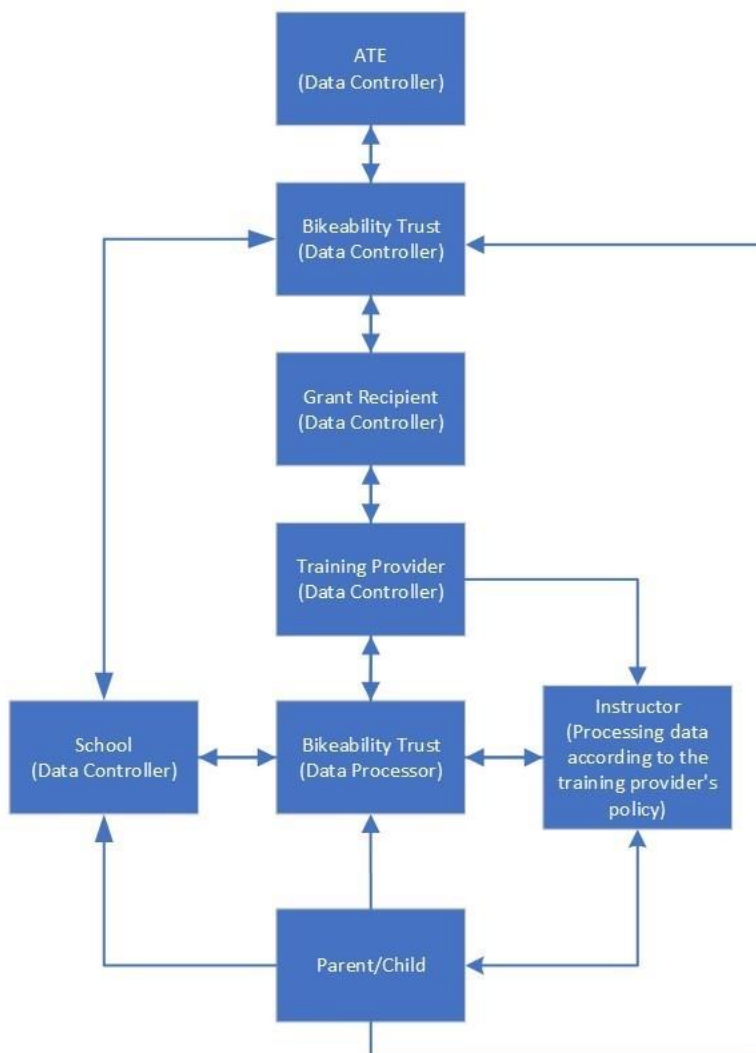 ATE
(Data Controller)
Bikeability Trust
(Data Controller)
Grant Recipient
(Data Controller)
Training Provider
(Data Controller)
School
(Data Controller)
Bikeability Trust
(Data Processor)
Instructor
(Processing data
according to the
training provider's
policy)
Parent/Child